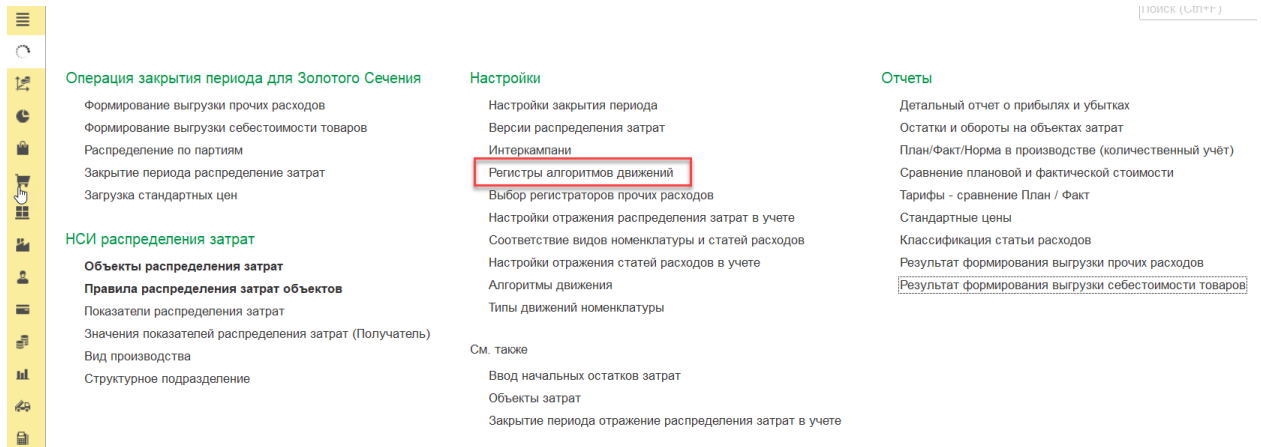 Поиск (Ctrl+F)
Операция закрытия периода для Золотого Сечения
Формирование выгрузки прочих расходов
Формирование выгрузки себестоимости товаров
Распределение по партиям
Закрытие периода распределение затрат
Загрузка стандартных цен
НСИ распределения затрат
Объекты распределения затрат
Правила распределения затрат объектов
Показатели распределения затрат
Значения показателей распределения затрат (Получатель)
Вид производства
Структурное подразделение
Настройки
Настройки закрытия периода
Версии распределения затрат
Интеркампани
Регистры алгоритмов движений
Выбор регистраторов прочих расходов
Настройки отражения распределения затрат в учете
Соответствие видов номенклатуры и статей расходов
Настройки отражения статей расходов в учете
Алгоритмы движения
Типы движений номенклатуры
См. также
Ввод начальных остатков затрат
Объекты затрат
Закрытие периода отражение распределения затрат в учете
Отчеты
Детальный отчет о прибылях и убытках
Остатки и обороты на объектах затрат
План/Факт/Норма в производстве (количественный учёт)
Сравнение плановой и фактической стоимости
Тарифы - сравнение План / Факт
Стандартные цены
Классификация статьи расходов
Результат формирования выгрузки прочих расходов
Результат формирования выгрузки себестоимости товаров